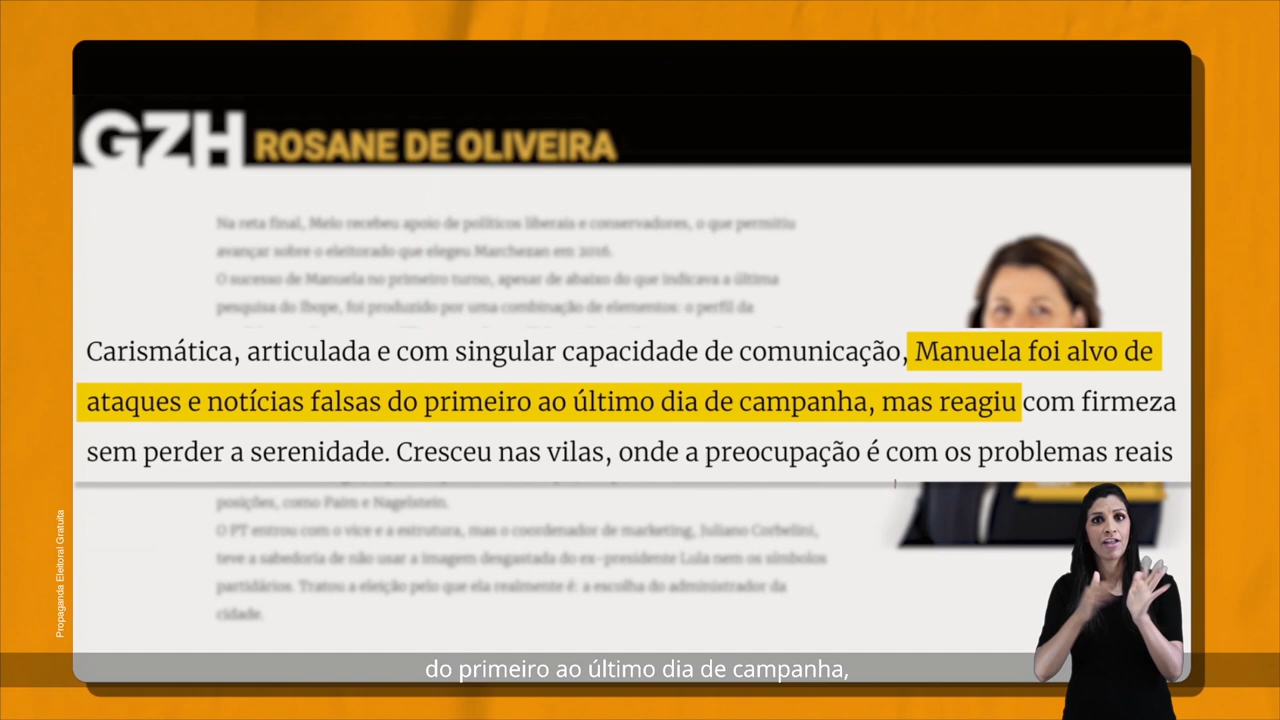 GZH ROSANE DE OLIVEIRA
Na reta final, Melo recebeu apoio de políticos liberais e conservadores, o que permitiu
avançar sobre o eleitorado que elegeu Marchezan em 2016.
O sucesso de Manuela no primeiro turno, apesar de abaixo do que indicava a última
pesquisa do Ibope, foi produzido por uma combinação de elementos: o perfil da
Carismática, articulada e com singular capacidade de comunicação, Manuela foi alvo de
ataques e notícias falsas do primeiro ao último dia de campanha, mas reagiu com firmeza
sem perder a serenidade. Cresceu nas vilas, onde a preocupação é com os problemas reais
posições, como Paim e Nagelstein.
O PT entrou com o vice e a estrutura, mas o coordenador de marketing, Juliano Corbelini,
teve a sabedoria de não usar a imagem desgastada do ex-presidente Lula nem os símbolos
partidários. Tratou a eleição pelo que ela realmente é: a escolha do administrador da
cidade.
Propaganda Eleitoral Gratuita
do primeiro ao último dia de campanha,